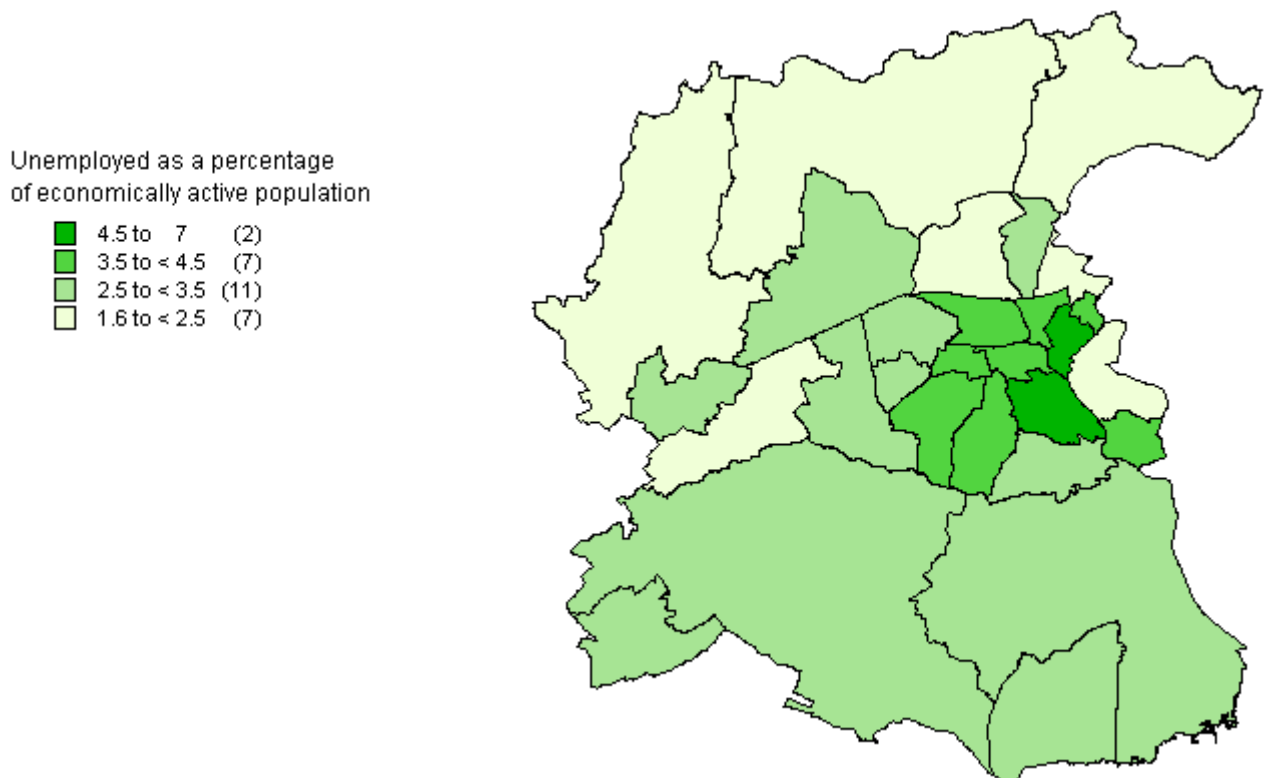 Unemployed as a percentage
of economically active population
4.5 to 7 (2)
3.5 to < 4.5 (7)
2.5 to < 3.5 (11)
1.6 to < 2.5 (7)